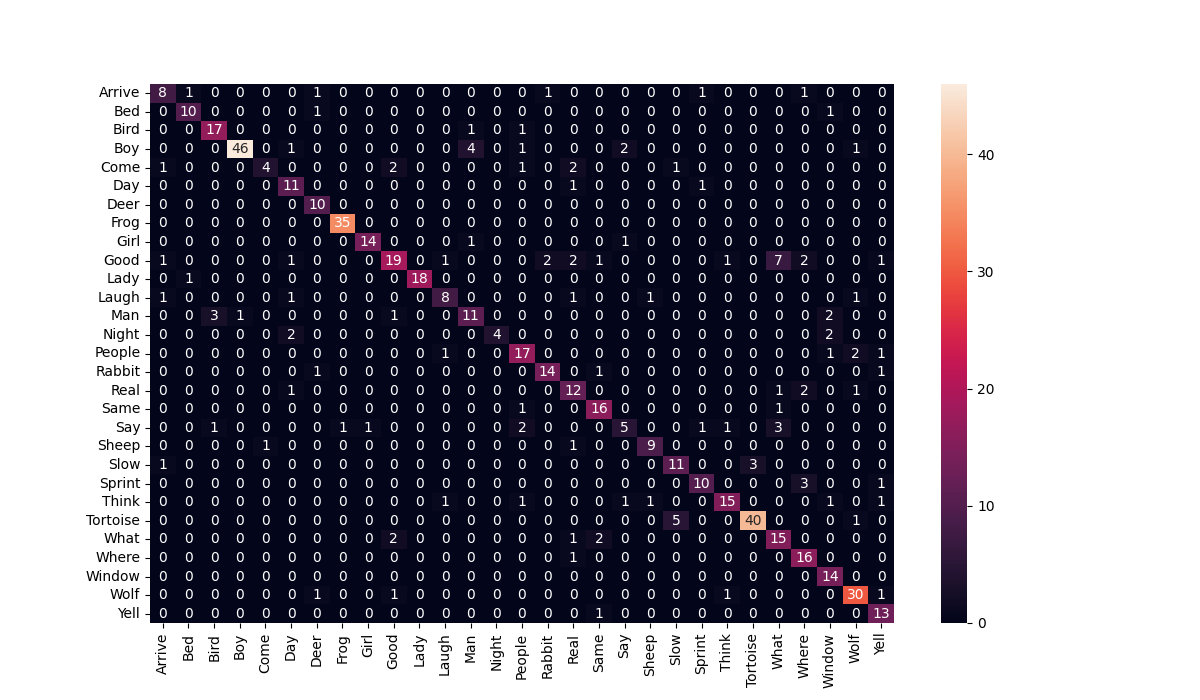 Arrive 8 1 0 0 0 0 1 0 0 0 0 0 0 0 0 1 0 0 0 0 0 1 0 0 0 1 0 0 0
Bed 0 10 0 0 0 0 1 0 0 0 0 0 0 0 0 0 0 0 0 0 0 0 0 0 0 0 1 0 0
Bird 0 0 17 0 0 0 0 0 0 0 0 0 1 0 1 0 0 0 0 0 0 0 0 0 0 0 0 0 0
Boy 0 0 0 46 0 1 0 0 0 0 0 0 4 0 1 0 0 0 2 0 0 0 0 0 0 0 0 1 0
Come 1 0 0 0 4 0 0 0 0 2 0 0 0 0 1 0 2 0 0 0 1 0 0 0 0 0 0 0 0
Day 0 0 0 0 0 11 0 0 0 0 0 0 0 0 0 0 1 0 0 0 0 1 0 0 0 0 0 0 0
Deer 0 0 0 0 0 0 10 0 0 0 0 0 0 0 0 0 0 0 0 0 0 0 0 0 0 0 0 0 0
Frog 0 0 0 0 0 0 0 35 0 0 0 0 0 0 0 0 0 0 0 0 0 0 0 0 0 0 0 0 0
Girl 0 0 0 0 0 0 0 0 14 0 0 0 1 0 0 0 0 0 1 0 0 0 0 0 0 0 0 0 0
Good 1 0 0 0 0 1 0 0 0 19 0 1 0 0 0 2 2 1 0 0 0 0 1 0 7 2 0 0 1
Lady 0 1 0 0 0 0 0 0 0 0 18 0 0 0 0 0 0 0 0 0 0 0 0 0 0 0 0 0 0
Laugh 1 0 0 0 0 1 0 0 0 0 0 8 0 0 0 0 1 0 0 1 0 0 0 0 0 0 0 1 0
Man 0 0 3 1 0 0 0 0 0 1 0 0 11 0 0 0 0 0 0 0 0 0 0 0 0 0 2 0 0
Night 0 0 0 0 0 2 0 0 0 0 0 0 0 4 0 0 0 0 0 0 0 0 0 0 0 0 2 0 0
People 0 0 0 0 0 0 0 0 0 0 0 1 0 0 17 0 0 0 0 0 0 0 0 0 0 0 1 2 1
Rabbit 0 0 0 0 0 0 1 0 0 0 0 0 0 0 0 14 0 1 0 0 0 0 0 0 0 0 0 0 1
Real 0 0 0 0 0 1 0 0 0 0 0 0 0 0 0 0 12 0 0 0 0 0 0 0 1 2 0 1 0
Same 0 0 0 0 0 0 0 0 0 0 0 0 0 0 1 0 0 16 0 0 0 0 0 0 1 0 0 0 0
Say 0 0 1 0 0 0 0 1 1 0 0 0 0 0 2 0 0 0 5 0 0 1 1 0 3 0 0 0 0
Sheep 0 0 0 0 1 0 0 0 0 0 0 0 0 0 0 0 1 0 0 9 0 0 0 0 0 0 0 0 0
Slow 1 0 0 0 0 0 0 0 0 0 0 0 0 0 0 0 0 0 0 0 11 0 0 3 0 0 0 0 0
Sprint 0 0 0 0 0 0 0 0 0 0 0 0 0 0 0 0 0 0 0 0 0 10 0 0 0 3 0 0 1
Think 0 0 0 0 0 0 0 0 0 0 0 1 0 0 1 0 0 0 1 1 0 0 15 0 0 0 1 0 1
Tortoise 0 0 0 0 0 0 0 0 0 0 0 0 0 0 0 0 0 0 0 0 5 0 0 40 0 0 0 1 0
What 0 0 0 0 0 0 0 0 0 2 0 0 0 0 0 0 1 2 0 0 0 0 0 0 15 0 0 0 0
Where 0 0 0 0 0 0 0 0 0 0 0 0 0 0 0 0 1 0 0 0 0 0 0 0 0 16 0 0 0
Window 0 0 0 0 0 0 0 0 0 0 0 0 0 0 0 0 0 0 0 0 0 0 0 0 0 0 14 0 0
Wolf 0 0 0 0 0 0 1 0 0 1 0 0 0 0 0 0 0 0 0 0 0 0 1 0 0 0 0 30 1
Yell 0 0 0 0 0 0 0 0 0 0 0 0 0 0 0 0 0 1 0 0 0 0 0 0 0 0 0 0 13
Arrive Bed Bird Boy Come Day Deer Frog Girl Good Lady Laugh Man Night People Rabbit Real Same Say Sheep Slow Sprint Think Tortoise What Where Window Wolf Yell
40
30
20
10
0